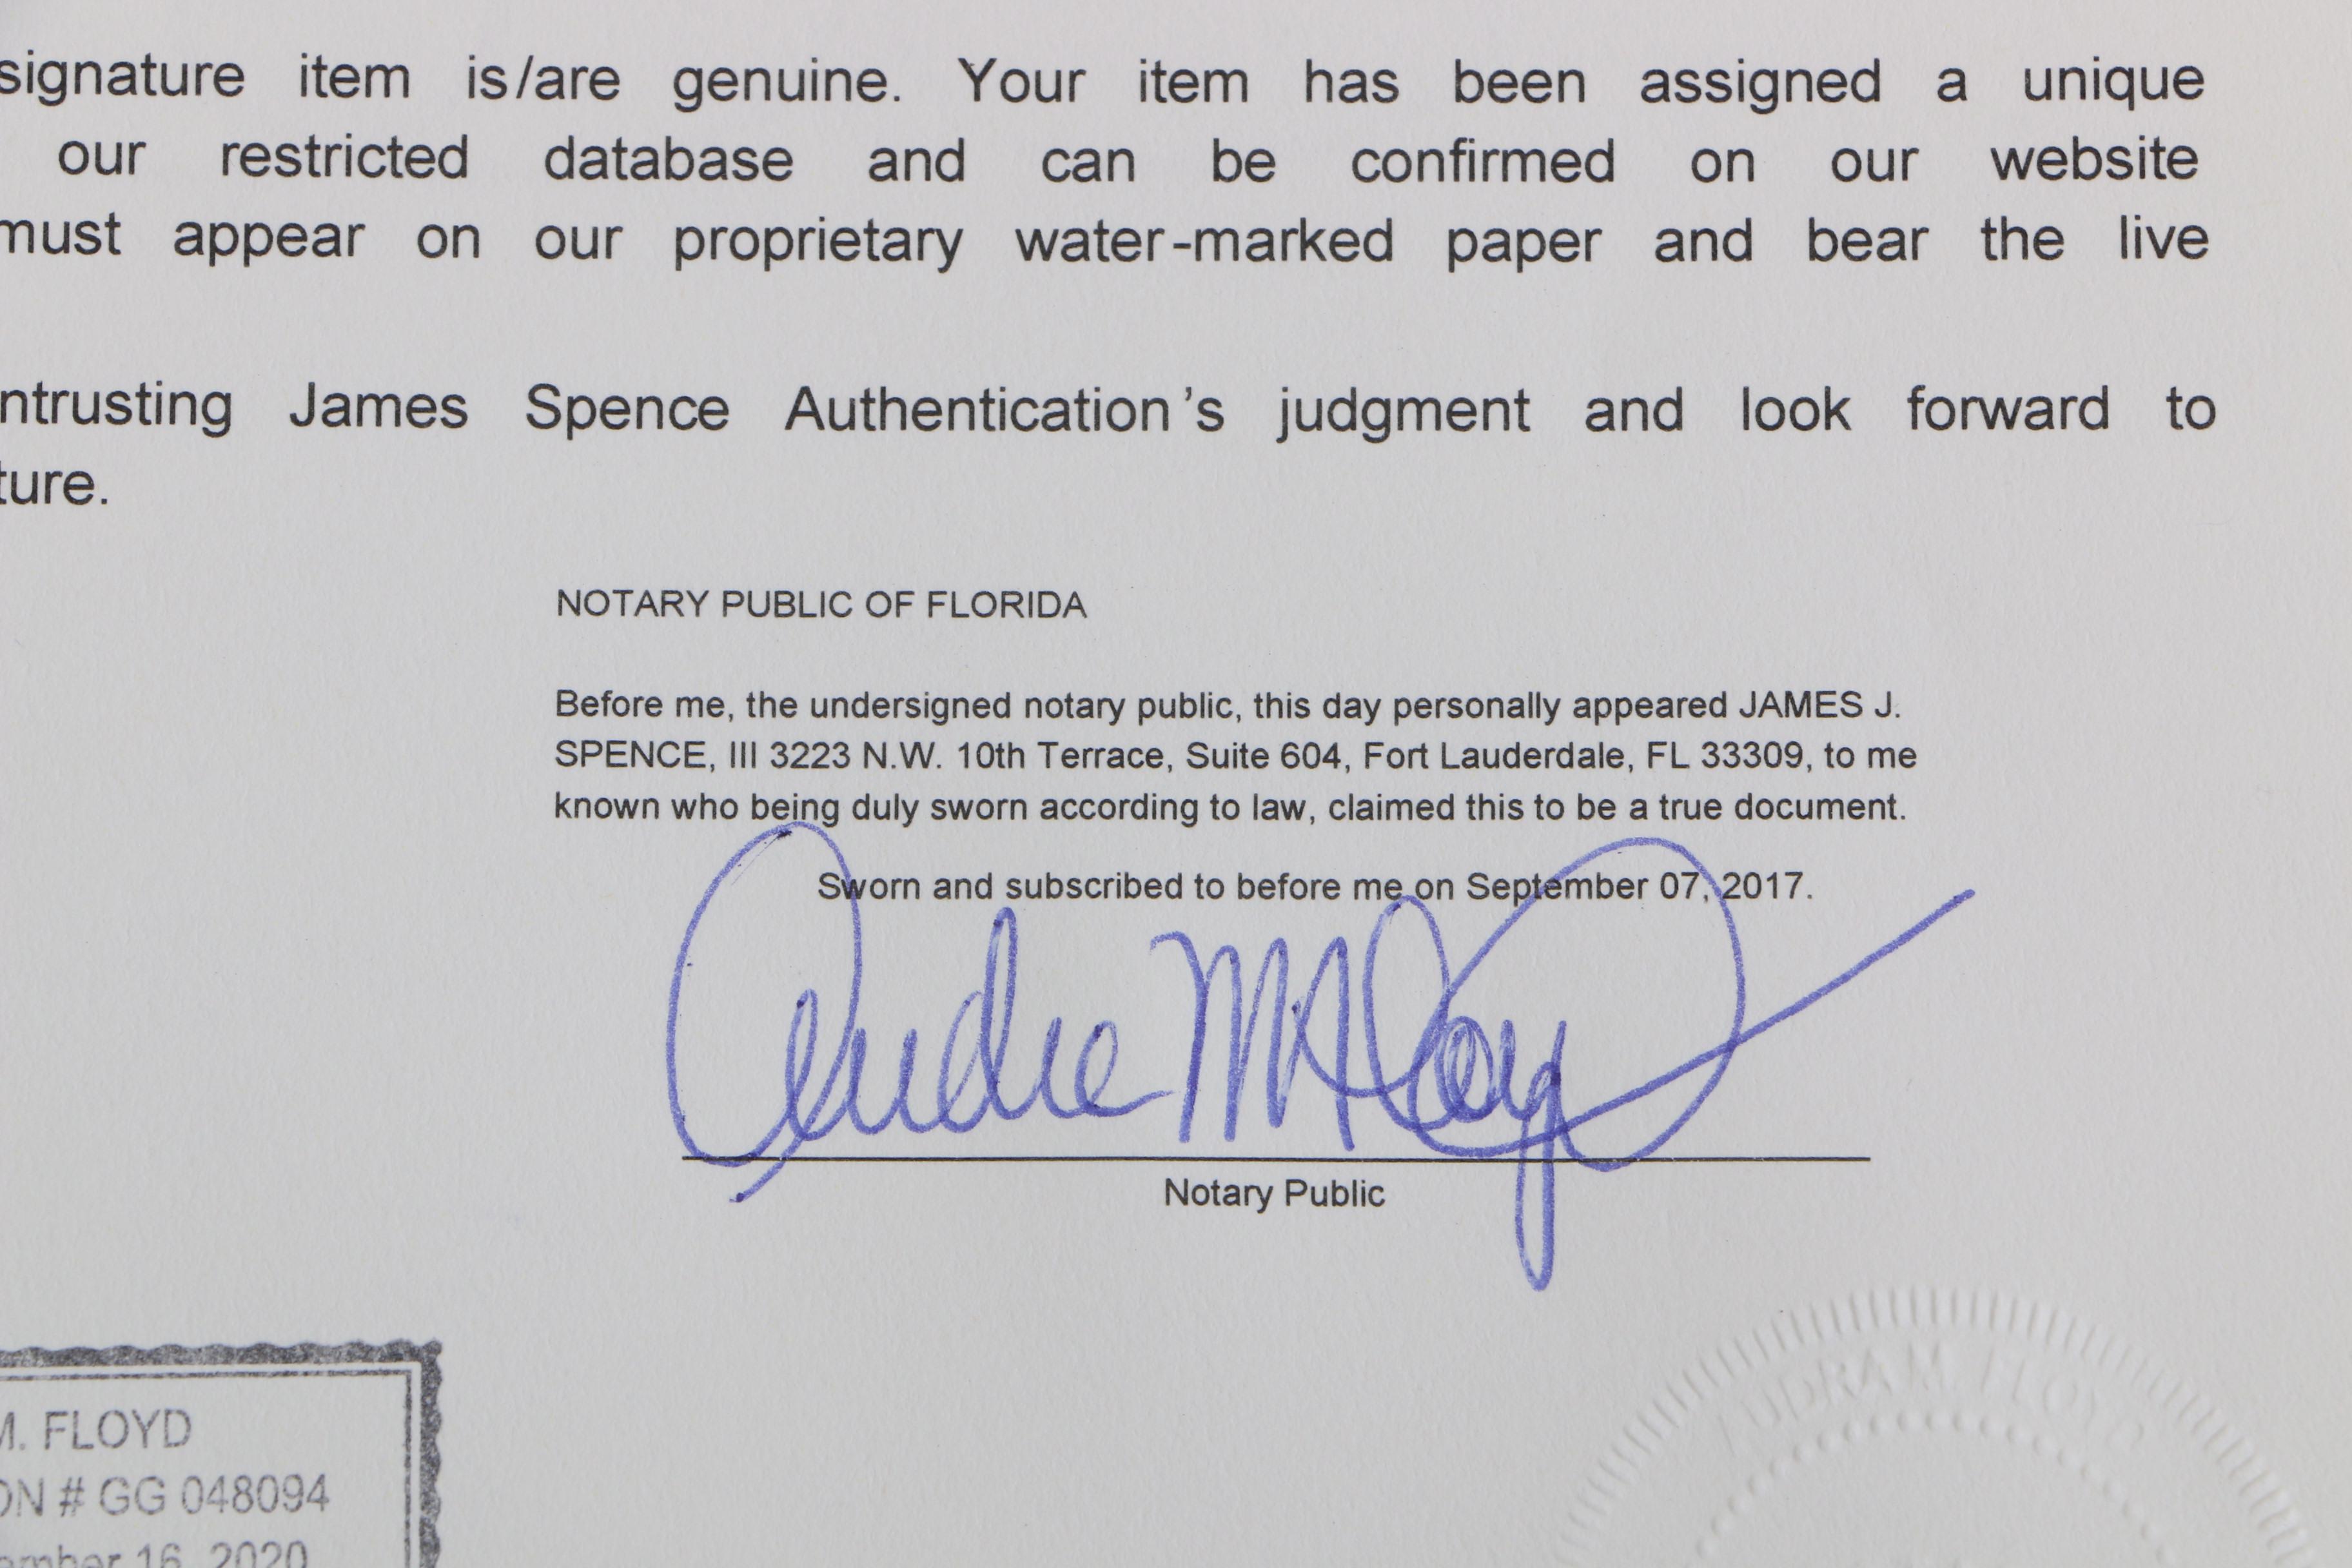 signature item is/are genuine. Your item has been assigned a unique
our restricted database and can be confirmed on our website
must appear on our proprietary water-marked paper and bear the live
ntrusting James Spence Authentication's judgment and look forward to
ture.
NOTARY PUBLIC OF FLORIDA
Before me, the undersigned notary public, this day personally appeared JAMES J.
SPENCE, III 3223 N.W. 10th Terrace, Suite 604, Fort Lauderdale, FL 33309, to me
known who being duly sworn according to law, claimed this to be a true document.
Sworn and subscribed to before me on September 07, 2017.
Notary Public
M. FLOYD
ON # GG 048094
ember 16, 2020
AUDRA M. FLOYD